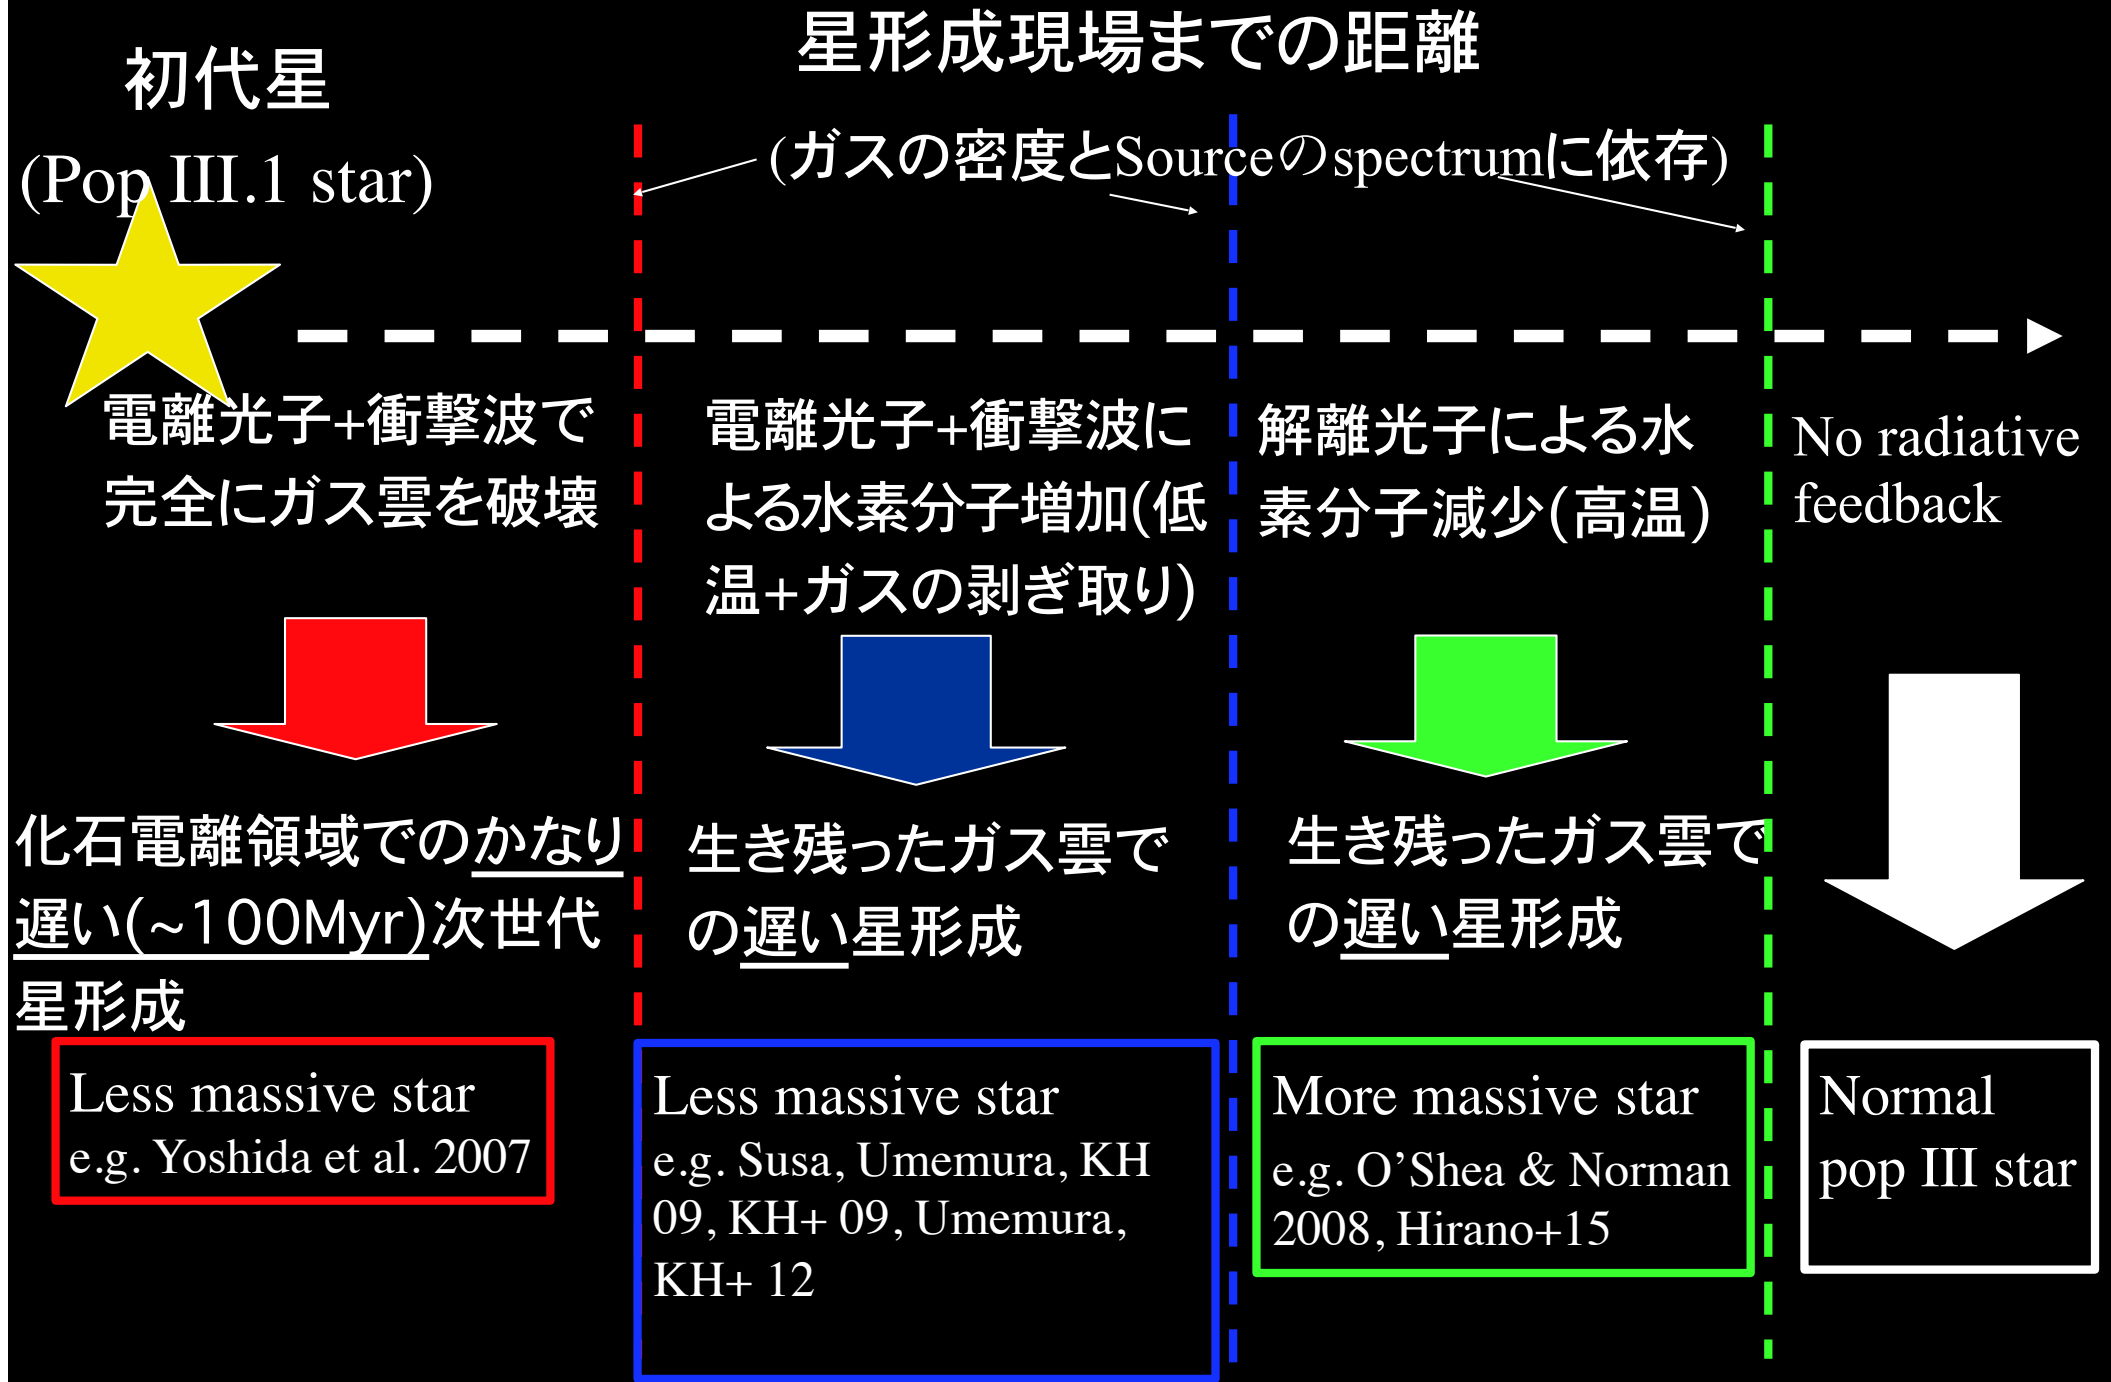 星形成現場までの距離
初代星
(Pop III.1 star)
(ガスの密度とSourceのspectrumに依存)
電離光子+衝撃波で
完全にガス雲を破壊
電離光子+衝撃波に
よる水素分子増加(低
温+ガスの剥ぎ取り)
解離光子による水
素分子減少(高温)
No radiative
feedback
化石電離領域でのかなり
遅い(~100Myr)次世代
星形成
生き残ったガス雲で
の遅い星形成
生き残ったガス雲で
の遅い星形成
Less massive star
e.g. Yoshida et al. 2007
Less massive star
e.g. Susa, Umemura, KH
09, KH+ 09, Umemura,
KH+ 12
More massive star
e.g. O’Shea & Norman
2008, Hirano+15
Normal
pop III star